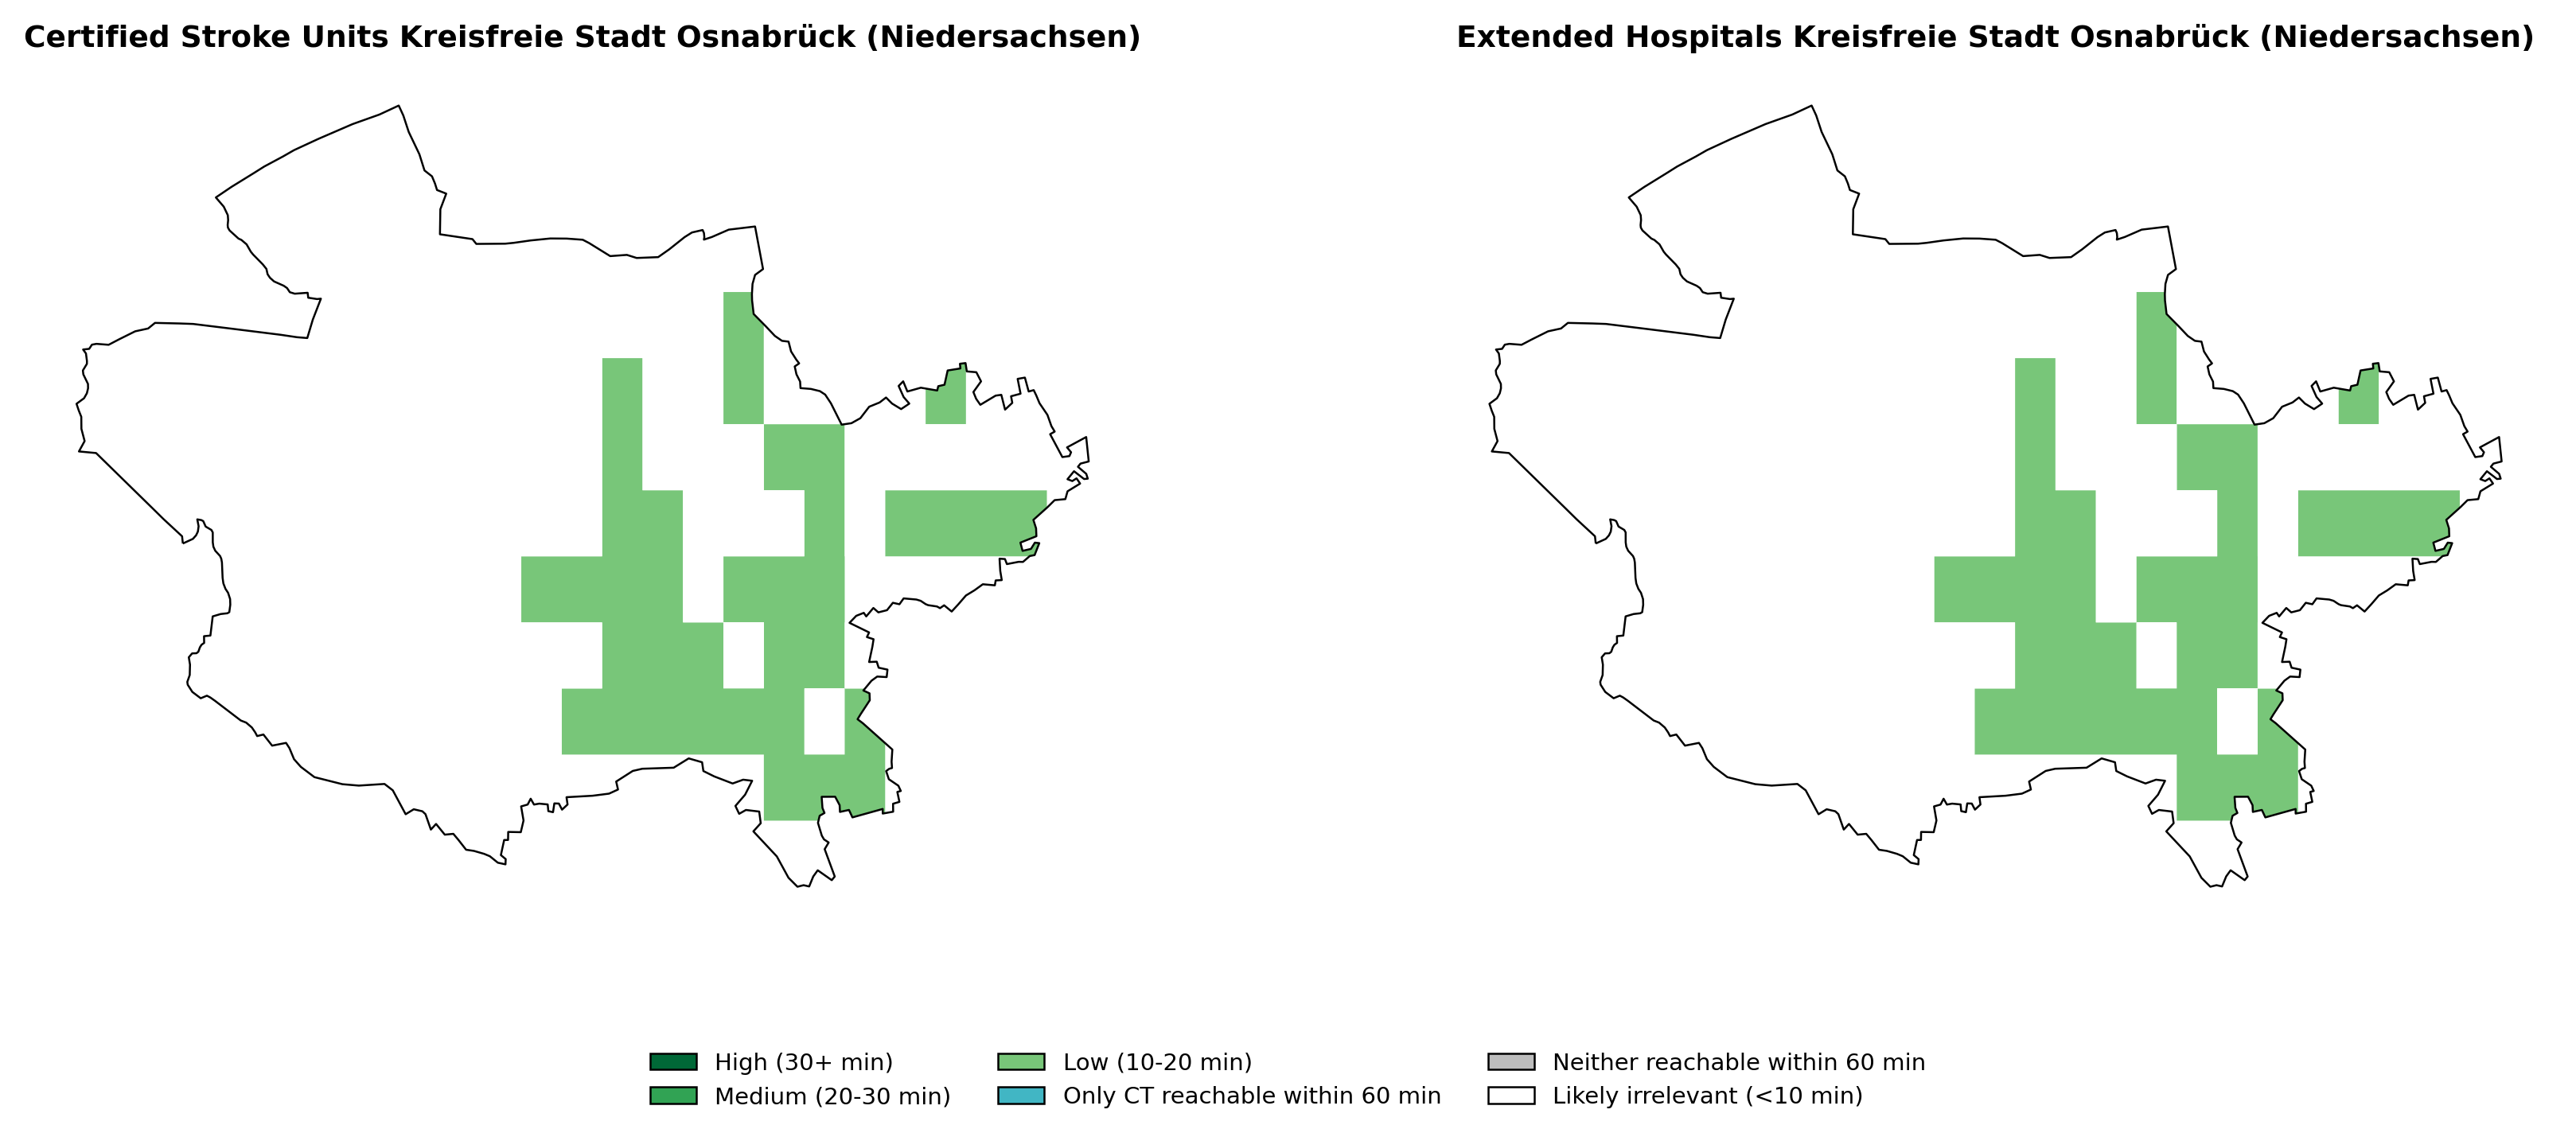 Certified Stroke Units Kreisfreie Stadt Osnabrück (Niedersachsen)
Extended Hospitals Kreisfreie Stadt Osnabrück (Niedersachsen)
High (30+ min)
Medium (20-30 min)
Low (10-20 min)
Only CT reachable within 60 min
Neither reachable within 60 min
Likely irrelevant (<10 min)